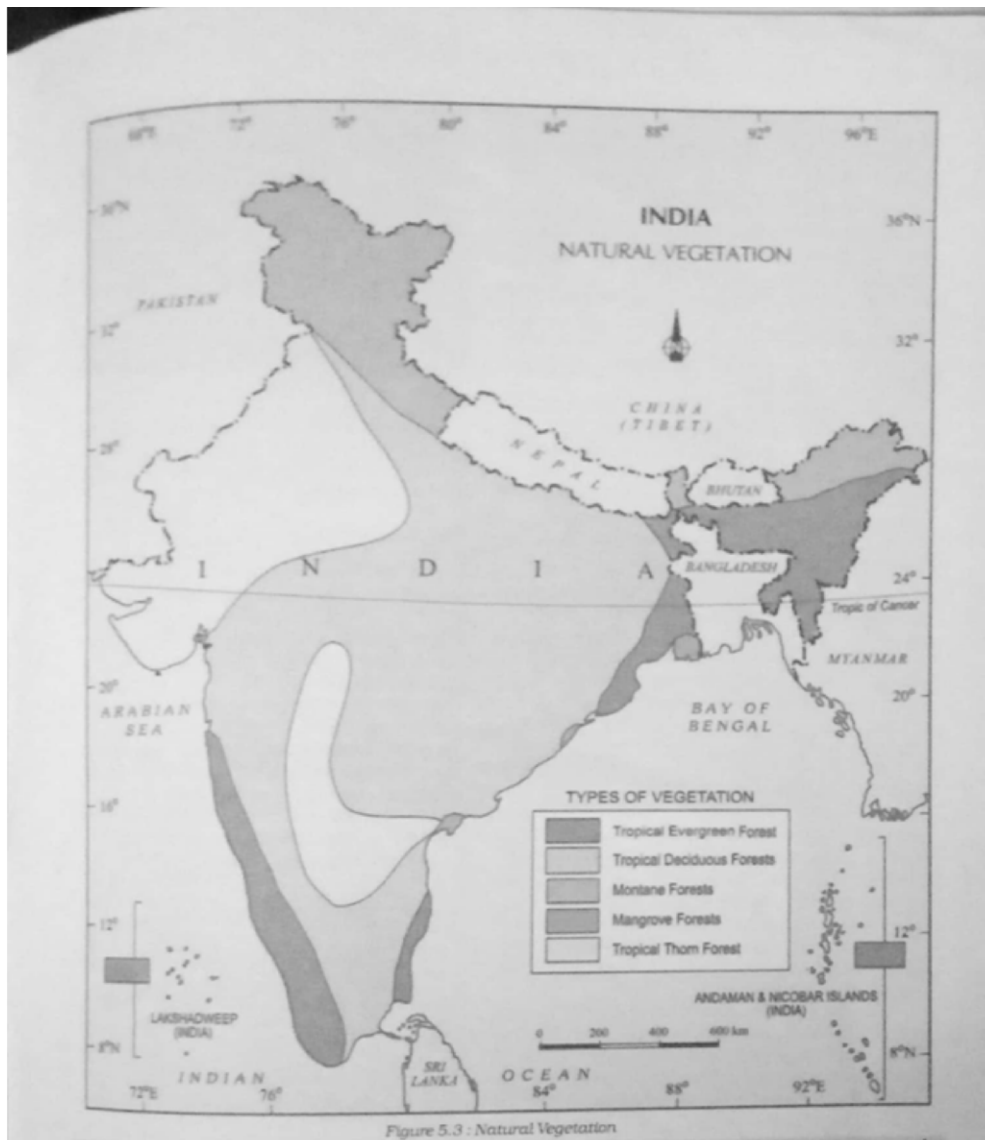 68°E 72° 76° 80° 84° 88° 92° 96°E
36°N
INDIA
36°N
NATURAL VEGETATION
PAKISTAN
32°
32°
CHINA
(TIBET)
28°
NEPAL
BHUTAN
INDIA
BANGLADESH
24°
Tropic of Cancer
MYANMAR
20°
20°
ARABIAN
SEA
BAY OF
BENGAL
16°
TYPES OF VEGETATION
Tropical Evergreen Forest
Tropical Deciduous Forests
Montane Forests
Mangrove Forests
Tropical Thorn Forest
12°
12°
LAKSHADWEEP
(INDIA)
ANDAMAN & NICOBAR ISLANDS
(INDIA)
0 200 400 600 km
8°N
8°N
INDIAN
SRI
LANKA
OCEAN
72°E 76° 84° 88° 92°E
Figure 5.3 : Natural Vegetation